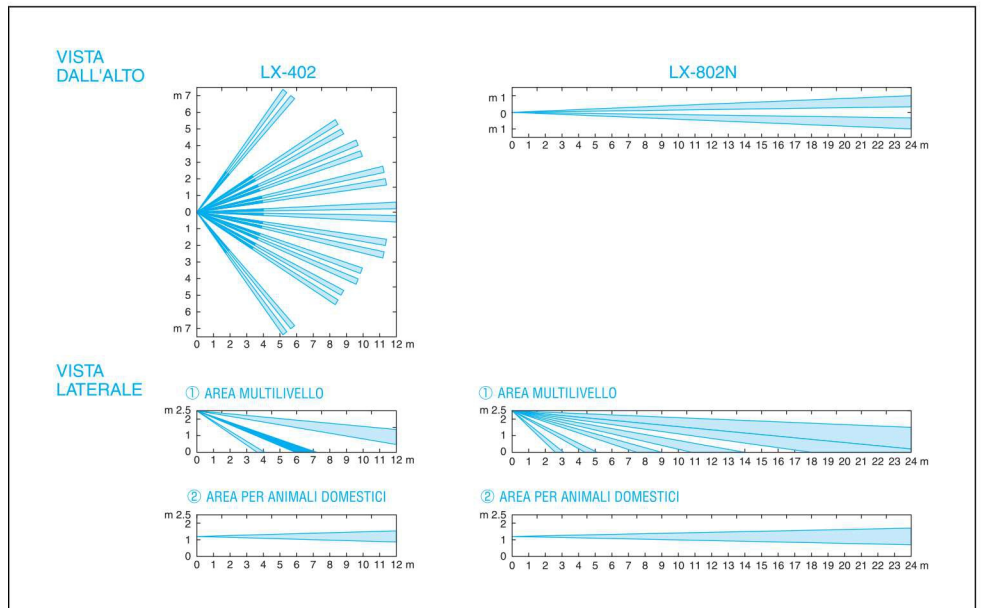 VISTA
DALL'ALTO
LX-402
m 7
6
5
4
3
2
1
0
1
2
3
4
5
6
m 7
0 1 2 3 4 5 6 7 8 9 10 11 12 m
LX-802N
m 1
0
m 1
0 1 2 3 4 5 6 7 8 9 10 11 12 13 14 15 16 17 18 19 20 21 22 23 24 m
VISTA
LATERALE
① AREA MULTILIVELLO
m 2.5
2
1
0
0 1 2 3 4 5 6 7 8 9 10 11 12 m
① AREA MULTILIVELLO
m 2.5
2
1
0
0 1 2 3 4 5 6 7 8 9 10 11 12 13 14 15 16 17 18 19 20 21 22 23 24 m
② AREA PER ANIMALI DOMESTICI
m 2.5
2
1
0
0 1 2 3 4 5 6 7 8 9 10 11 12 m
② AREA PER ANIMALI DOMESTICI
m 2.5
2
1
0
0 1 2 3 4 5 6 7 8 9 10 11 12 13 14 15 16 17 18 19 20 21 22 23 24 m